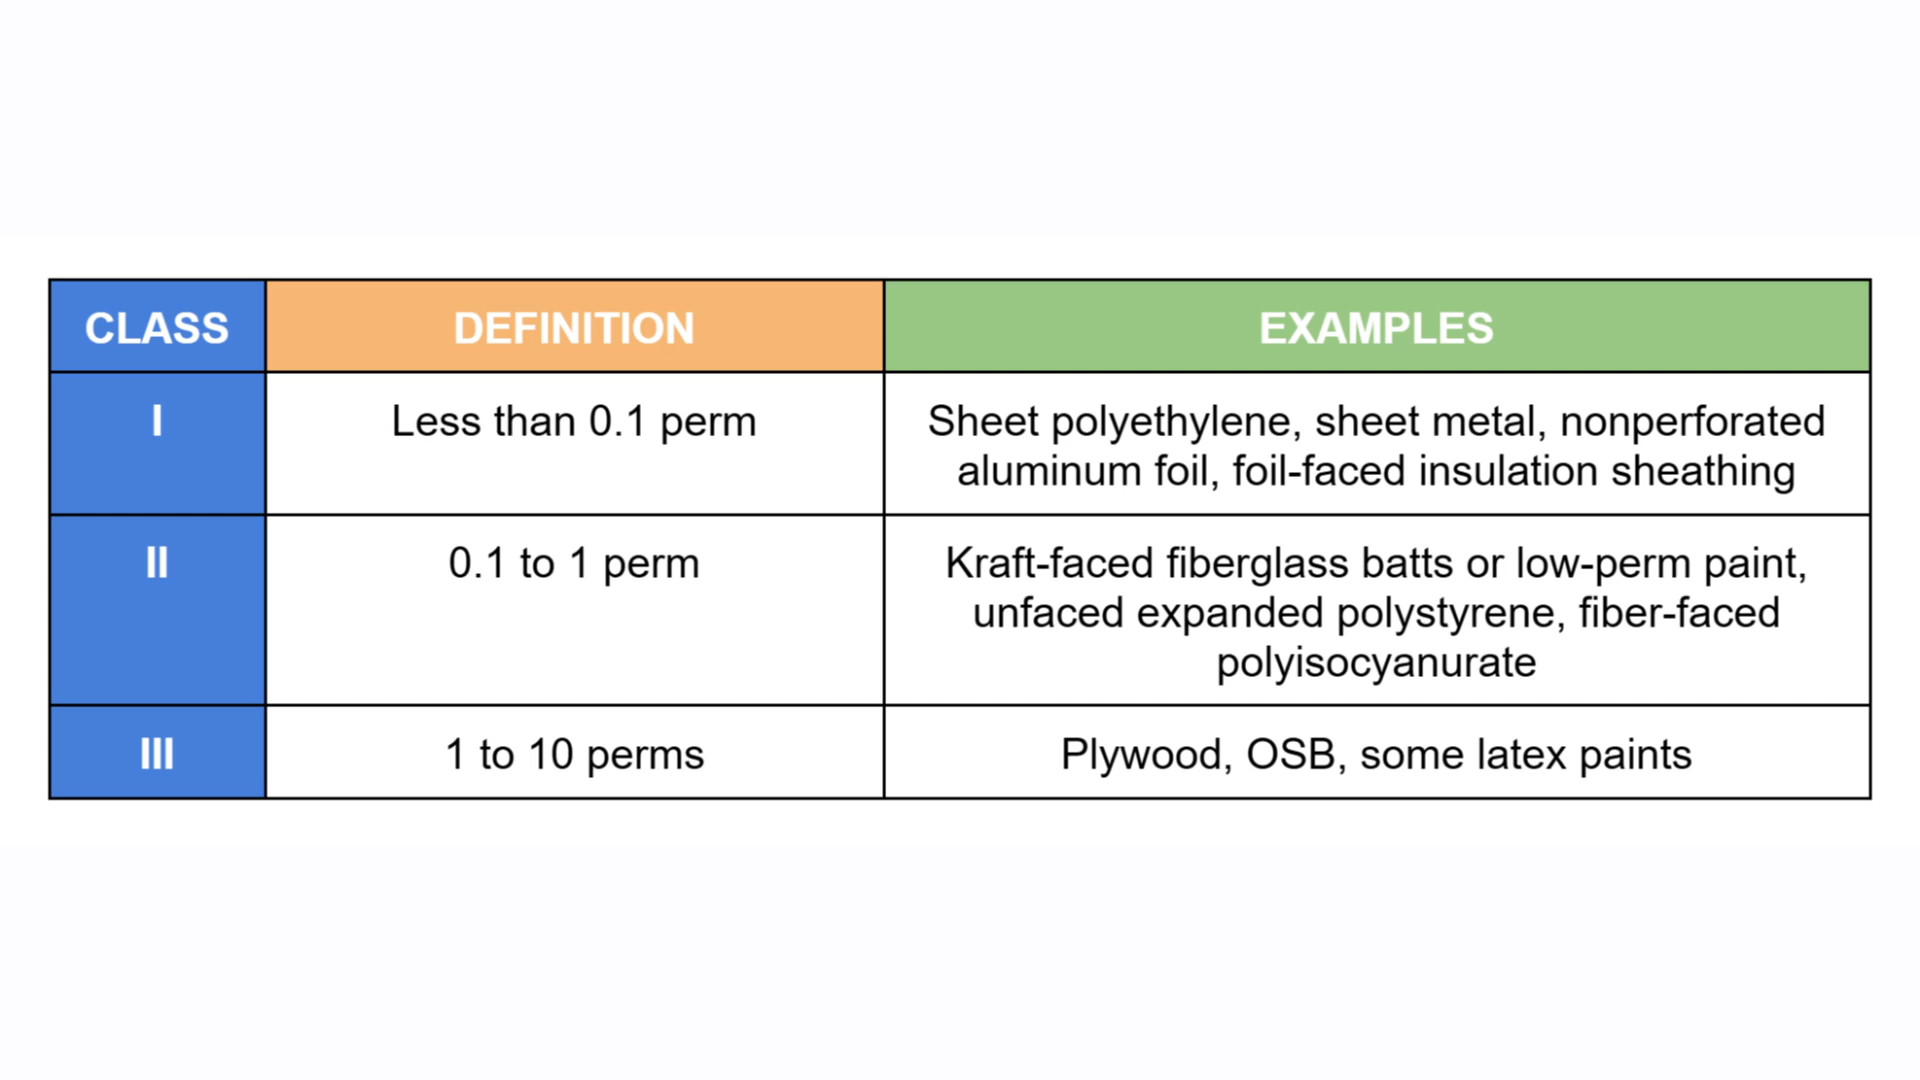 CLASS DEFINITION EXAMPLES
I Less than 0.1 perm Sheet polyethylene, sheet metal, nonperforated
aluminum foil, foil-faced insulation sheathing
II 0.1 to 1 perm Kraft-faced fiberglass batts or low-perm paint,
unfaced expanded polystyrene, fiber-faced
polyisocyanurate
III 1 to 10 perms Plywood, OSB, some latex paints